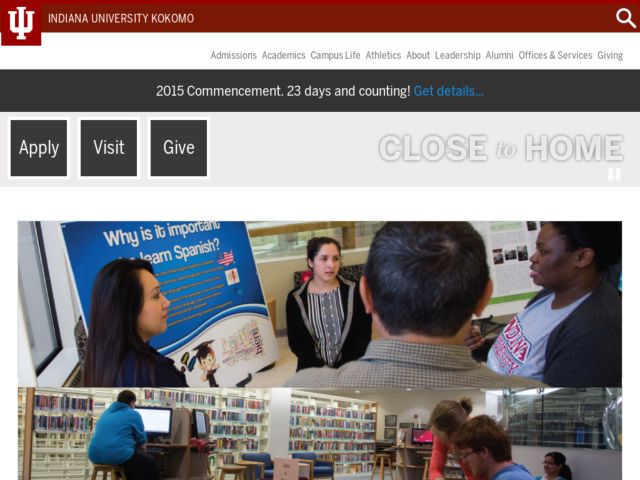 INDIANA UNIVERSITY KOKOMO
Admissions Academics Campus Life Athletics About Leadership Alumni Offices & Services Giving
2015 Commencement. 23 days and counting! Get details...
Apply Visit Give
CLOSE to HOME
Why is it important
learn Spanish?
INDIANA